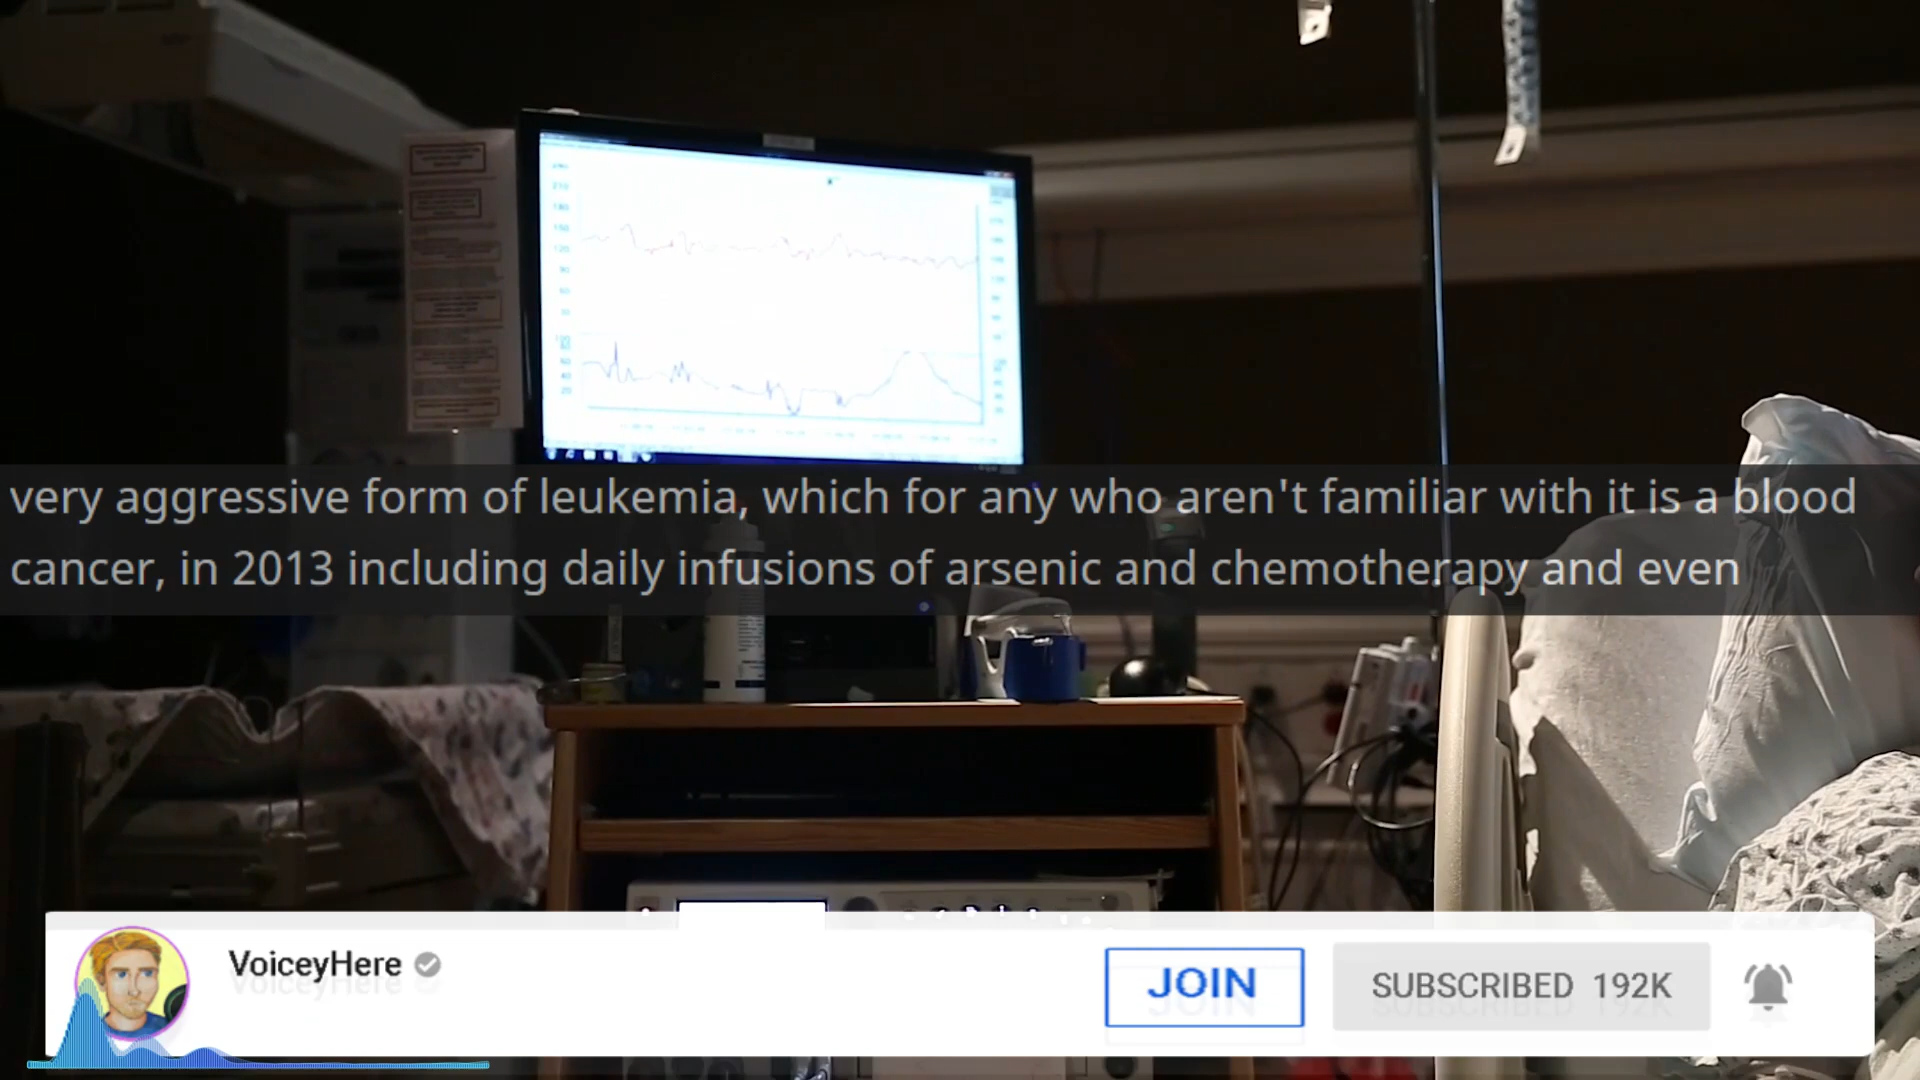 very aggressive form of leukemia, which for any who aren't familiar with it is a blood
cancer, in 2013 including daily infusions of arsenic and chemotherapy and even
VoiceyHere
JOIN
SUBSCRIBED 192K